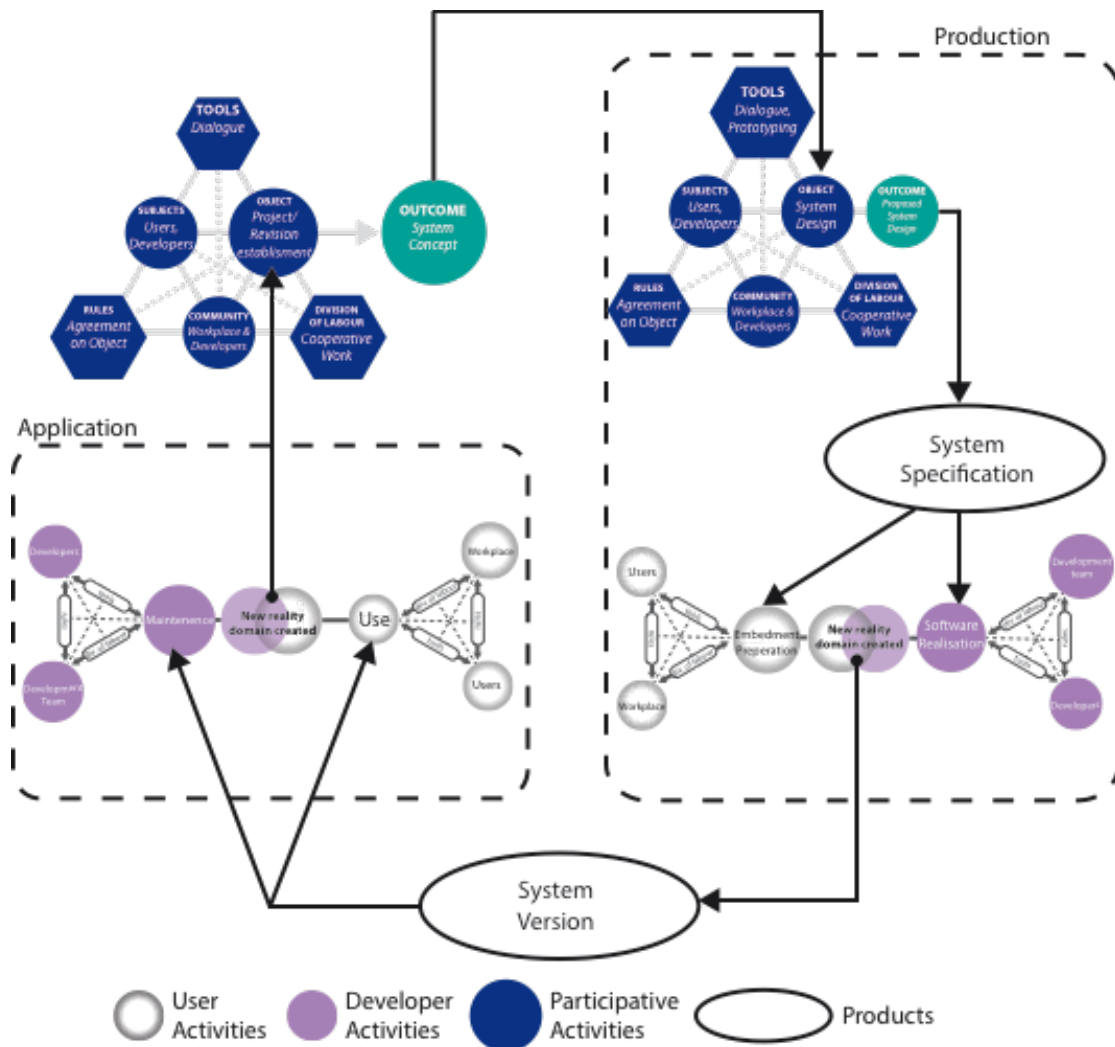 Production
TOOLS
Dialogue
SUBJECTS
Users,
Developers
OBJECT
Project/
Revision
establisment
OUTCOME
System
Concept
RULES
Agreement
on Object
COMMUNITY
Workplace &
Developers
DIVISION
OF LABOUR
Cooperative
Work
TOOLS
Dialogue,
Prototyping
SUBJECTS
Users,
Developers
OBJECT
System
Design
OUTCOME
Proposed
System
Design
RULES
Agreement
on Object
COMMUNITY
Workplace &
Developers
DIVISION
OF LABOUR
Cooperative
Work
System
Specification
Application
Developers
Development
Team
Maintenence
New reality
domain created
Use
Workplace
Users
Users
Workplace
Embedment
Preperation
New reality
domain created
Software
Realisation
Development
team
Developers
System
Version
User
Activities
Developer
Activities
Participative
Activities
Products